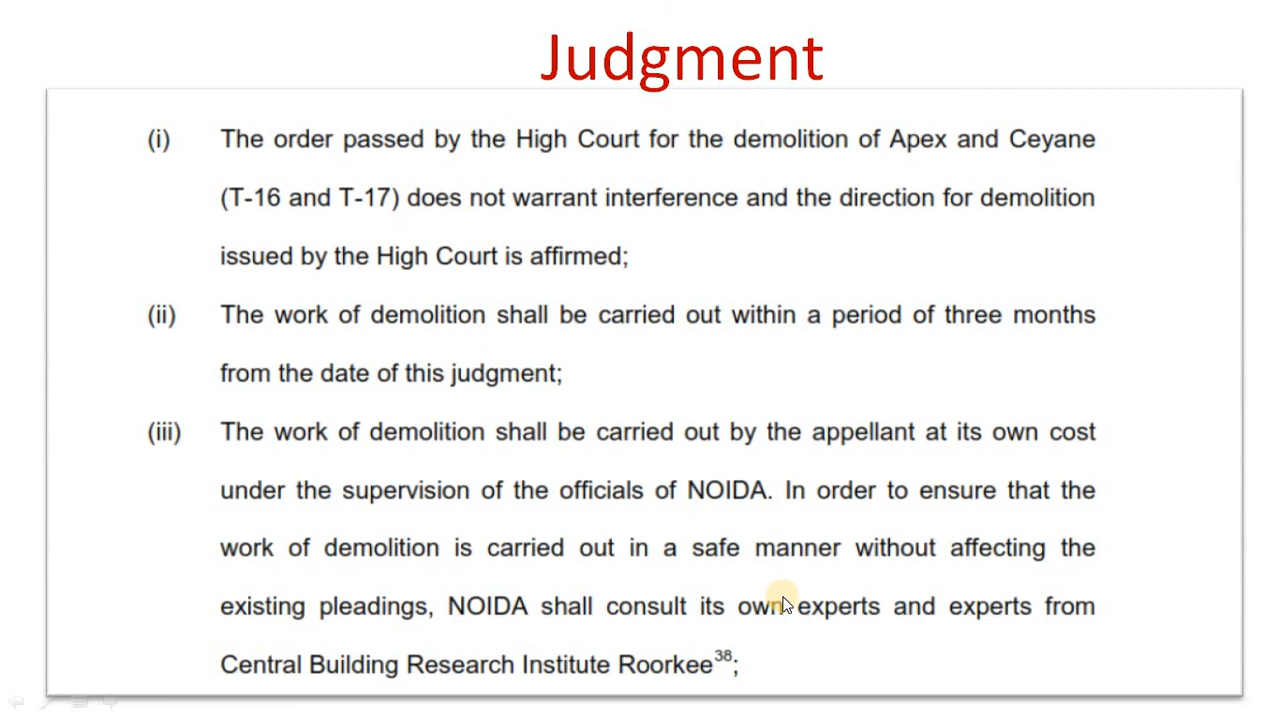 Judgment
(i) The order passed by the High Court for the demolition of Apex and Ceyane
(T-16 and T-17) does not warrant interference and the direction for demolition
issued by the High Court is affirmed;
(ii) The work of demolition shall be carried out within a period of three months
from the date of this judgment;
(iii) The work of demolition shall be carried out by the appellant at its own cost
under the supervision of the officials of NOIDA. In order to ensure that the
work of demolition is carried out in a safe manner without affecting the
existing pleadings, NOIDA shall consult its own experts and experts from
Central Building Research Institute Roorkee³⁸;